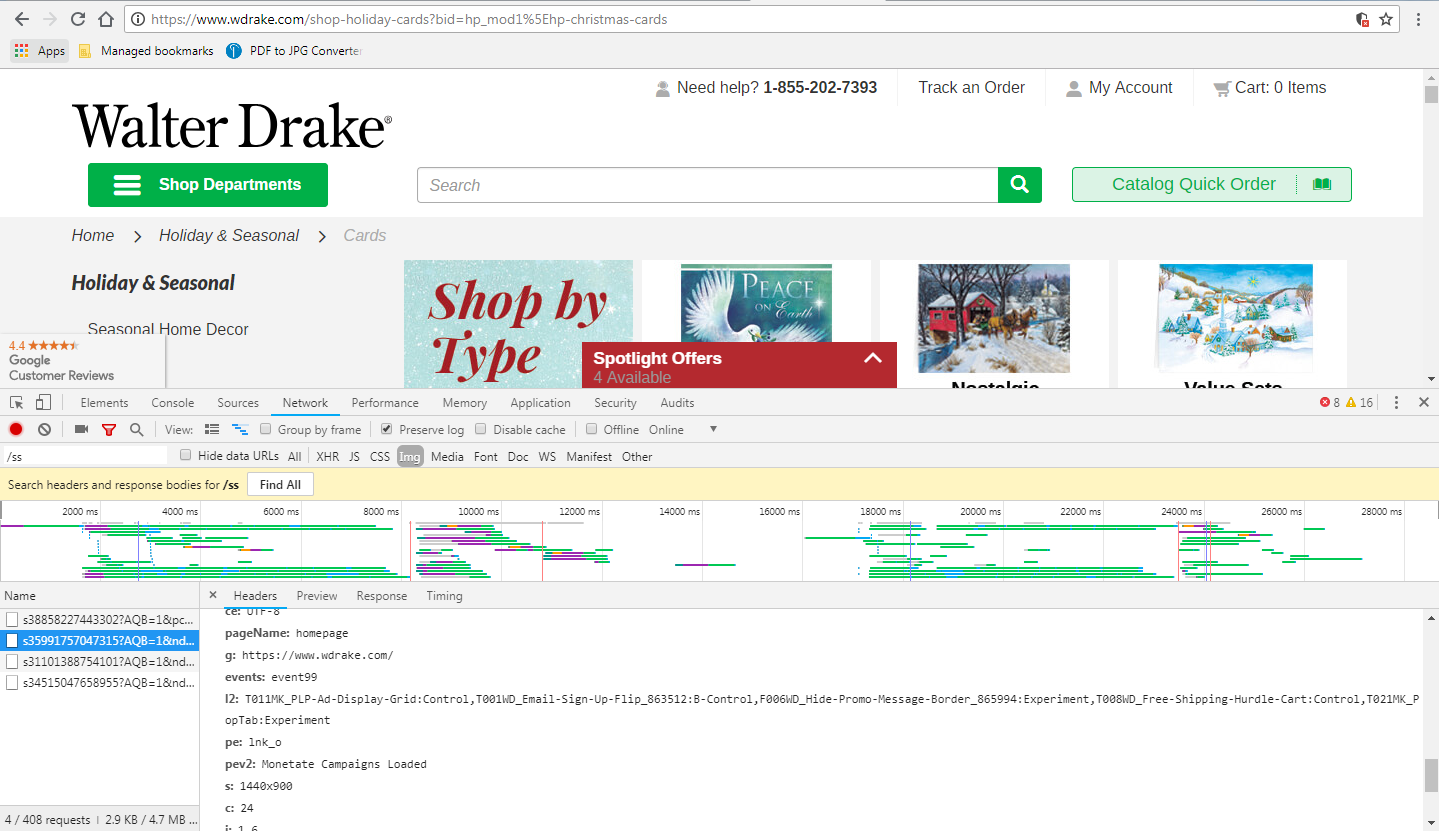 https://www.wdrake.com/shop-holiday-cards?bid=hp_mod1%5Ehp-christmas-cards
Apps Managed bookmarks PDF to JPG Converter
Need help? 1-855-202-7393 Track an Order My Account Cart: 0 Items
Walter Drake®
Shop Departments Search Catalog Quick Order
Home > Holiday & Seasonal > Cards
Holiday & Seasonal
Seasonal Home Decor
4.4
Google
Customer Reviews
Shop by
Type
PEACE
ON Earth
Spotlight Offers
4 Available
Nostalgic
Value Sets
Elements Console Sources Network Performance Memory Application Security Audits 8 16
View: Group by frame Preserve log Disable cache Offline Online
/ss Hide data URLs All XHR JS CSS Img Media Font Doc WS Manifest Other
Search headers and response bodies for /ss Find All
2000 ms 4000 ms 6000 ms 8000 ms 10000 ms 12000 ms 14000 ms 16000 ms 18000 ms 20000 ms 22000 ms 24000 ms 26000 ms 28000 ms
Name × Headers Preview Response Timing
s38858227443302?AQB=1&pc...
s35991757047315?AQB=1&nd...
s31101388754101?AQB=1&nd...
s34515047658955?AQB=1&nd...
4 / 408 requests | 2.9 KB / 4.7 MB ...
ce: UTF-8
pageName: homepage
g: https://www.wdrake.com/
events: event99
l2: T011MK_PLP-Ad-Display-Grid:Control,T001WD_Email-Sign-Up-Flip_863512:B-Control,F006WD_Hide-Promo-Message-Border_865994:Experiment,T008WD_Free-Shipping-Hurdle-Cart:Control,T021MK_P
opTab:Experiment
pe: lnk_o
pev2: Monetate Campaigns Loaded
s: 1440x900
c: 24
j: 1.6